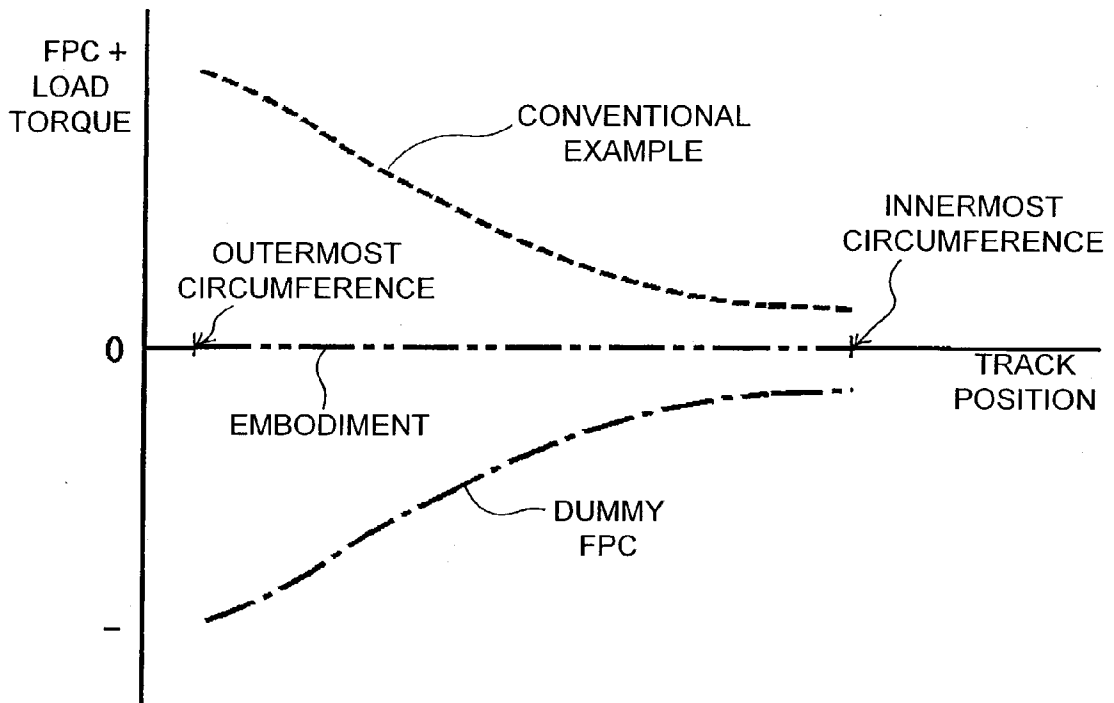 FPC +
LOAD
TORQUE
CONVENTIONAL
EXAMPLE
INNERMOST
CIRCUMFERENCE
OUTERMOST
CIRCUMFERENCE
0
TRACK
POSITION
EMBODIMENT
DUMMY
FPC
–